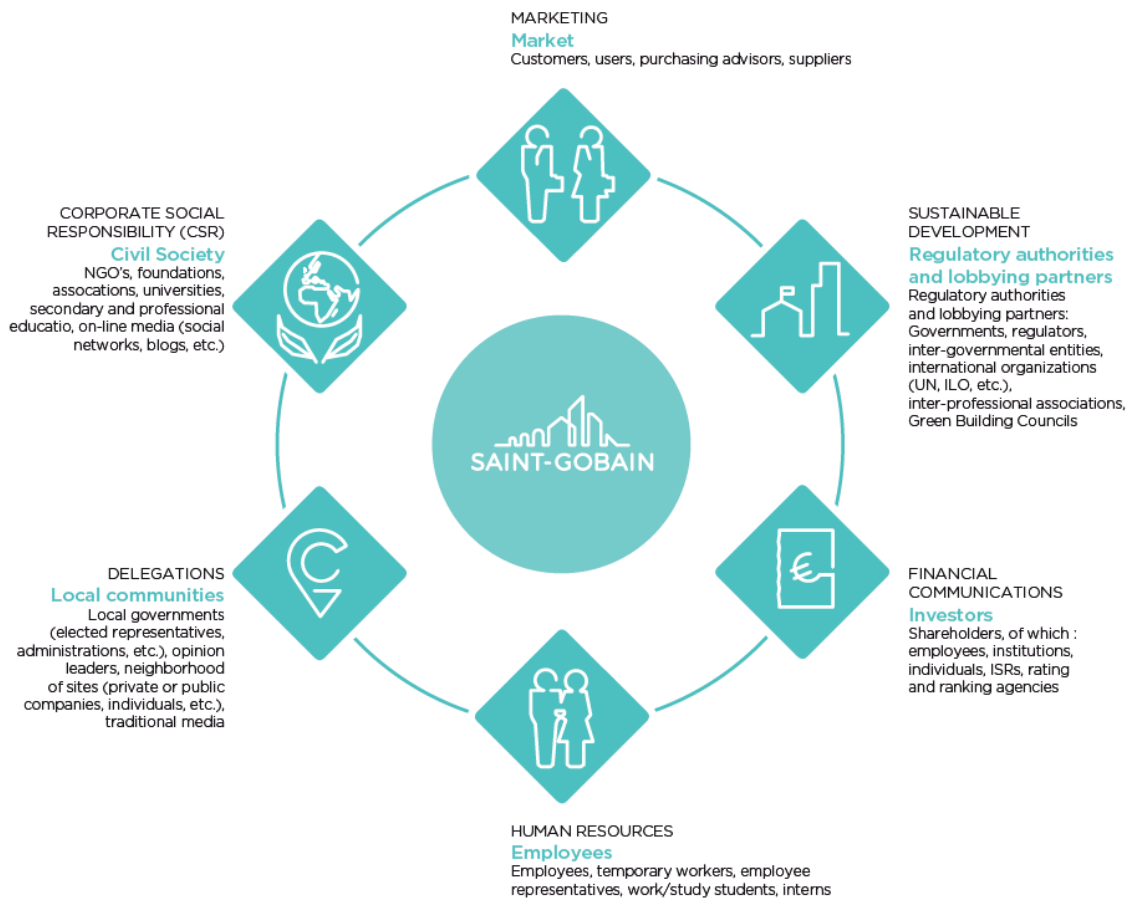 MARKETING
Market
Customers, users, purchasing advisors, suppliers
CORPORATE SOCIAL
RESPONSIBILITY (CSR)
Civil Society
NGO's, foundations,
assocations, universities,
secondary and professional
educatio, on-line media (social
networks, blogs, etc.)
SUSTAINABLE
DEVELOPMENT
Regulatory authorities
and lobbying partners
Regulatory authorities
and lobbying partners:
Governments, regulators,
inter-governmental entities,
international organizations
(UN, ILO, etc.),
inter-professional associations,
Green Building Councils
SAINT-GOBAIN
DELEGATIONS
Local communities
Local governments
(elected representatives,
administrations, etc.), opinion
leaders, neighborhood
of sites (private or public
companies, individuals, etc.),
traditional media
€
FINANCIAL
COMMUNICATIONS
Investors
Shareholders, of which :
employees, institutions,
individuals, ISRs, rating
and ranking agencies
HUMAN RESOURCES
Employees
Employees, temporary workers, employee
representatives, work/study students, interns